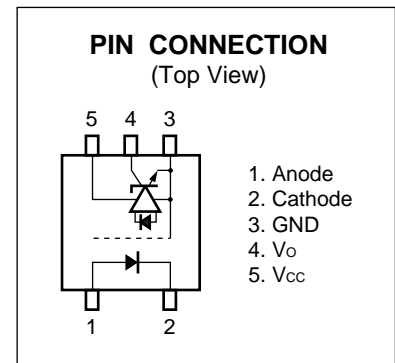 PIN CONNECTION
(Top View)
5 4 3
1. Anode
2. Cathode
3. GND
4. Vo
5. Vcc
1 2